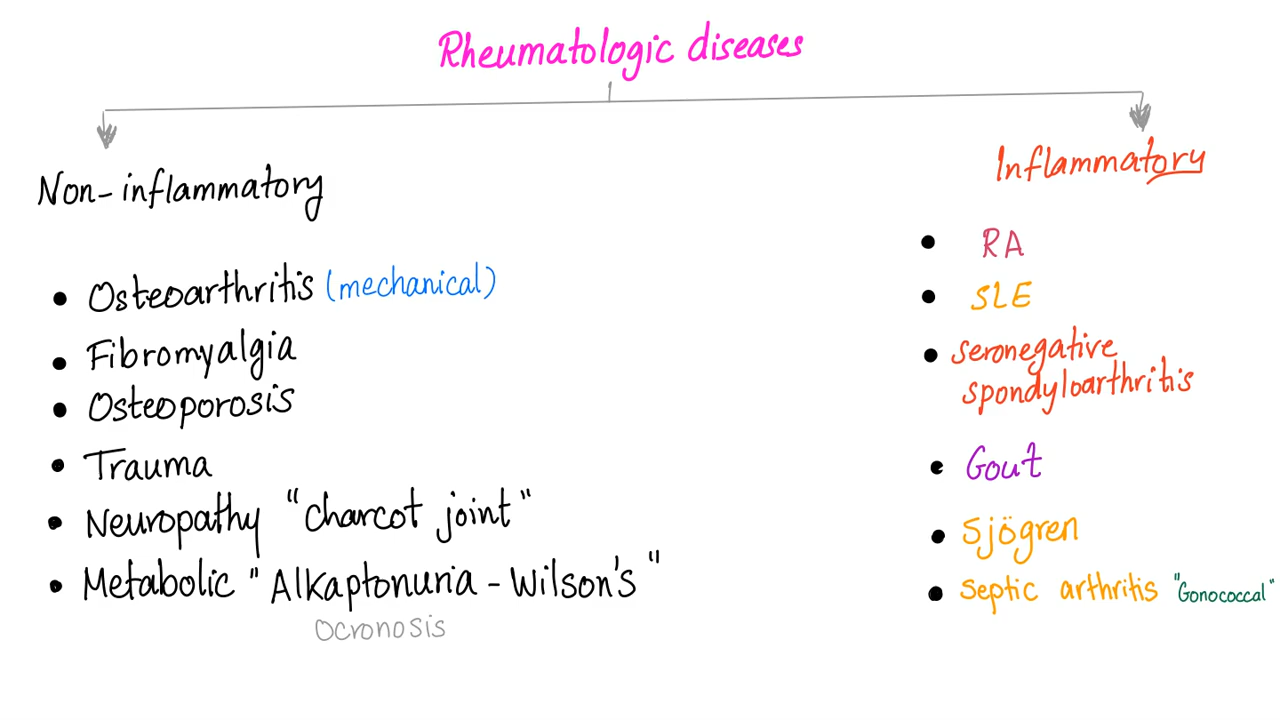 Rheumatologic diseases
Non-inflammatory
• Osteoarthritis (mechanical)
• Fibromyalgia
• Osteoporosis
• Trauma
• Neuropathy "charcot joint"
• Metabolic "Alkaptonuria - Wilson's"
Ocronosis
Inflammatory
• RA
• SLE
• seronegative
spondyloarthritis
• Gout
• Sjögren
• Septic arthritis "Gonococcal"